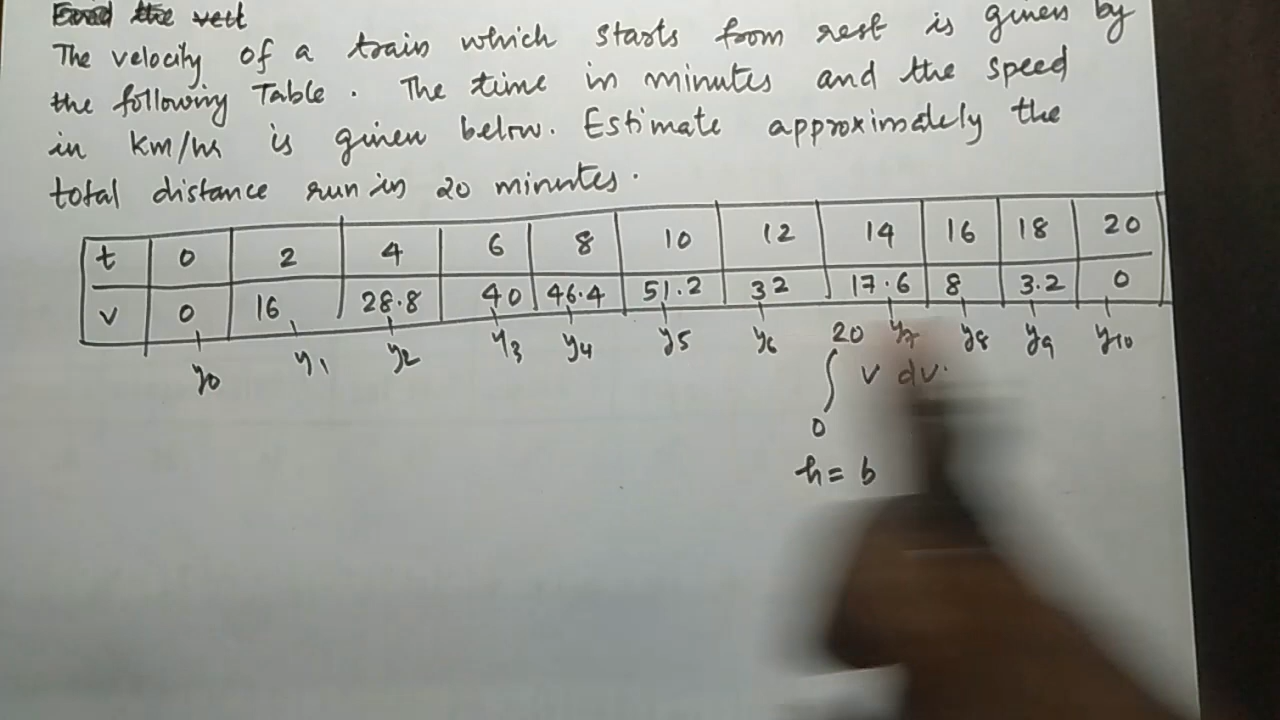 The velocity of a train which starts from rest is given by
the following Table. The time in minutes and the speed
in km/hr is given below. Estimate approximately the
total distance run in 20 minutes.
t 0 2 4 6 8 10 12 14 16 18 20
v 0 16 28.8 40 46.4 51.2 32 17.6 8 3.2 0
y0 y1 y2 y3 y4 y5 y6 y7 y8 y9 y10
20
∫ v dv.
0
h = b